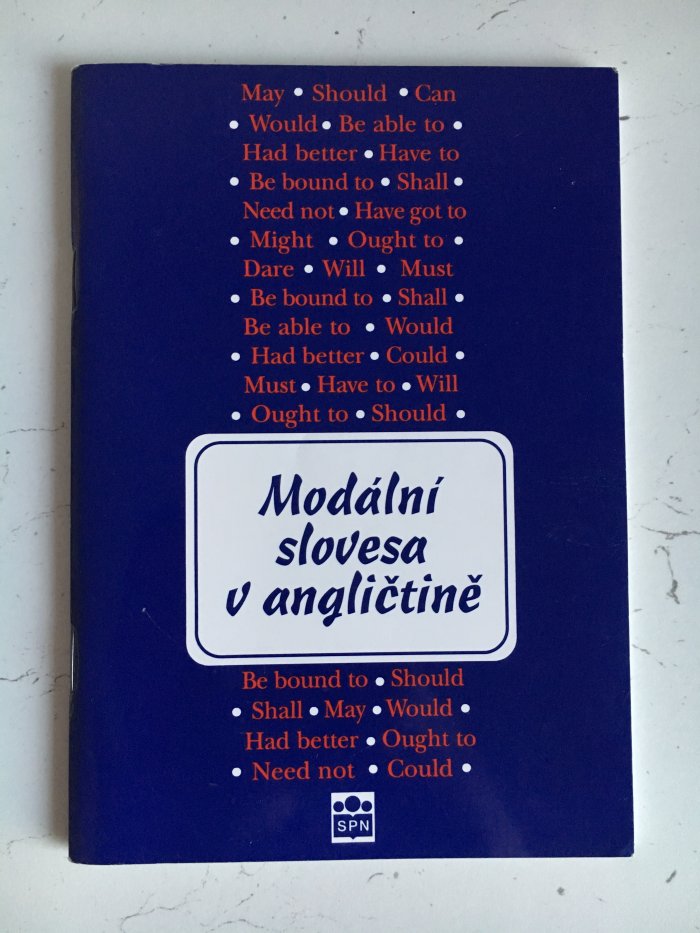 May • Should • Can
• Would • Be able to •
Had better • Have to
• Be bound to • Shall •
Need not • Have got to
• Might • Ought to •
Dare • Will • Must
• Be bound to • Shall •
Be able to • Would
• Had better • Could •
Must • Have to • Will
• Ought to • Should •
Modální
slovesa
v angličtině
Be bound to • Should
• Shall • May • Would •
Had better • Ought to
• Need not • Could •
SPN